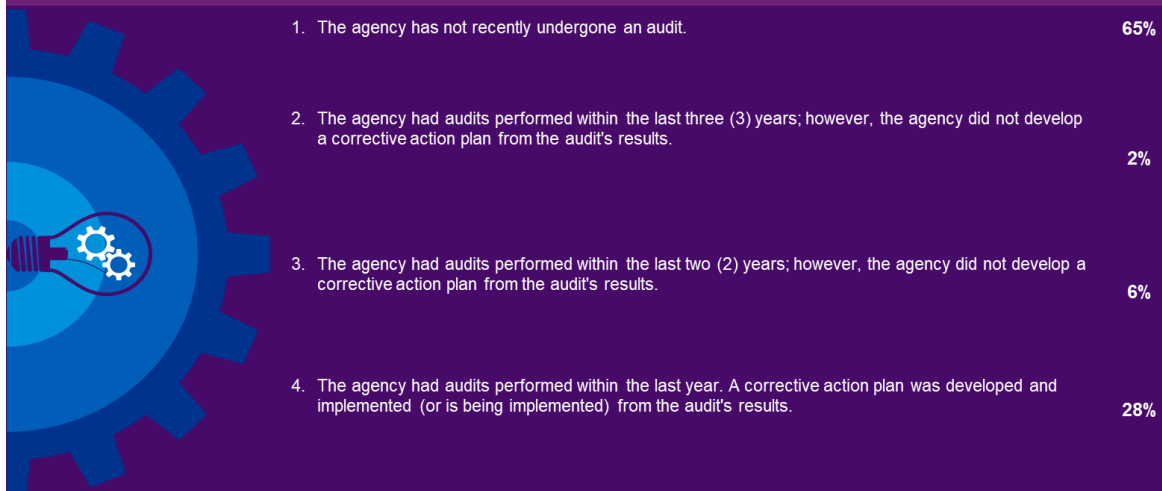 1. The agency has not recently undergone an audit.
65%
2. The agency had audits performed within the last three (3) years; however, the agency did not develop
a corrective action plan from the audit's results.
2%
3. The agency had audits performed within the last two (2) years; however, the agency did not develop a
corrective action plan from the audit's results.
6%
4. The agency had audits performed within the last year. A corrective action plan was developed and
implemented (or is being implemented) from the audit's results.
28%